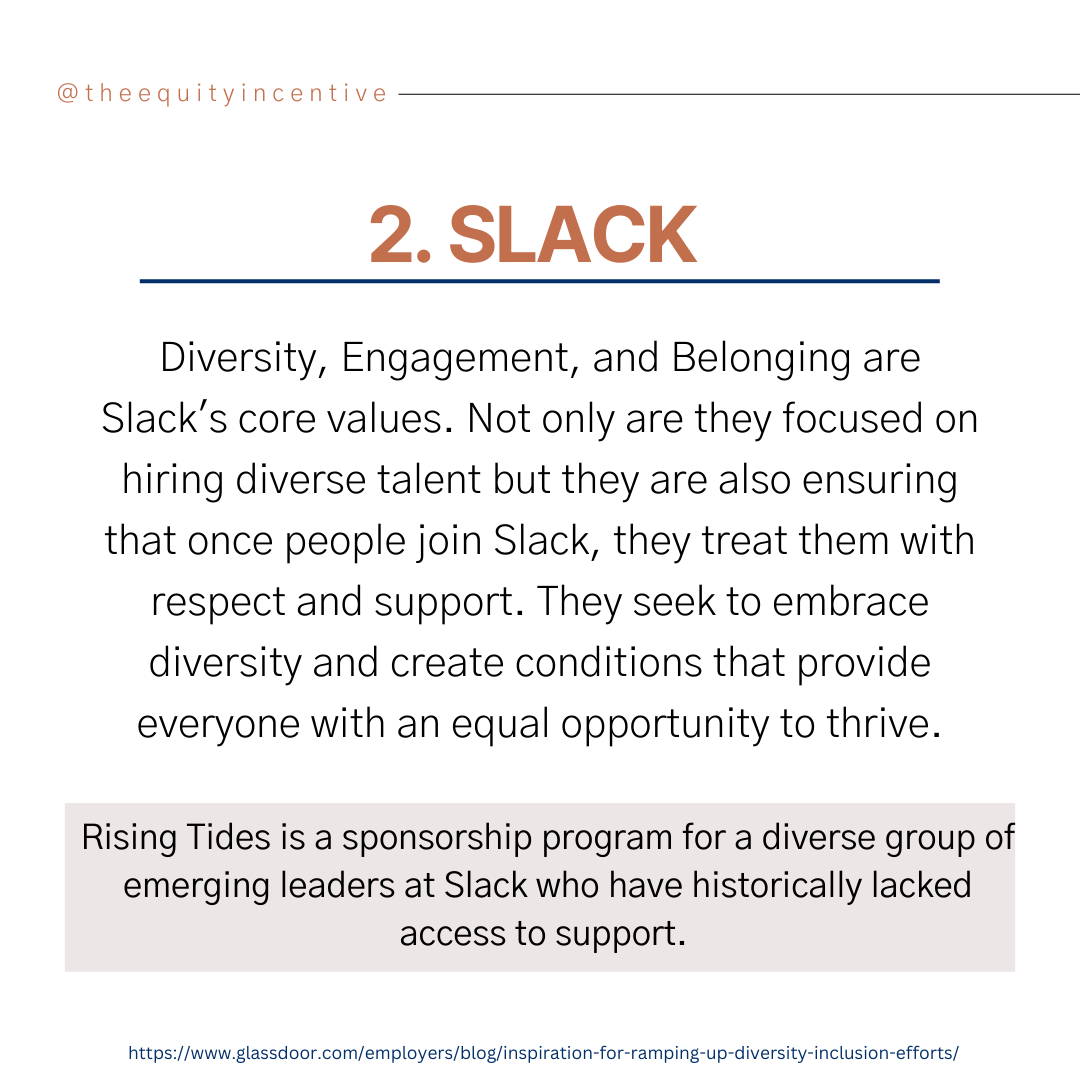 @theequityincentive
2. SLACK
Diversity, Engagement, and Belonging are
Slack’s core values. Not only are they focused on
hiring diverse talent but they are also ensuring
that once people join Slack, they treat them with
respect and support. They seek to embrace
diversity and create conditions that provide
everyone with an equal opportunity to thrive.
Rising Tides is a sponsorship program for a diverse group of
emerging leaders at Slack who have historically lacked
access to support.
https://www.glassdoor.com/employers/blog/inspiration-for-ramping-up-diversity-inclusion-efforts/